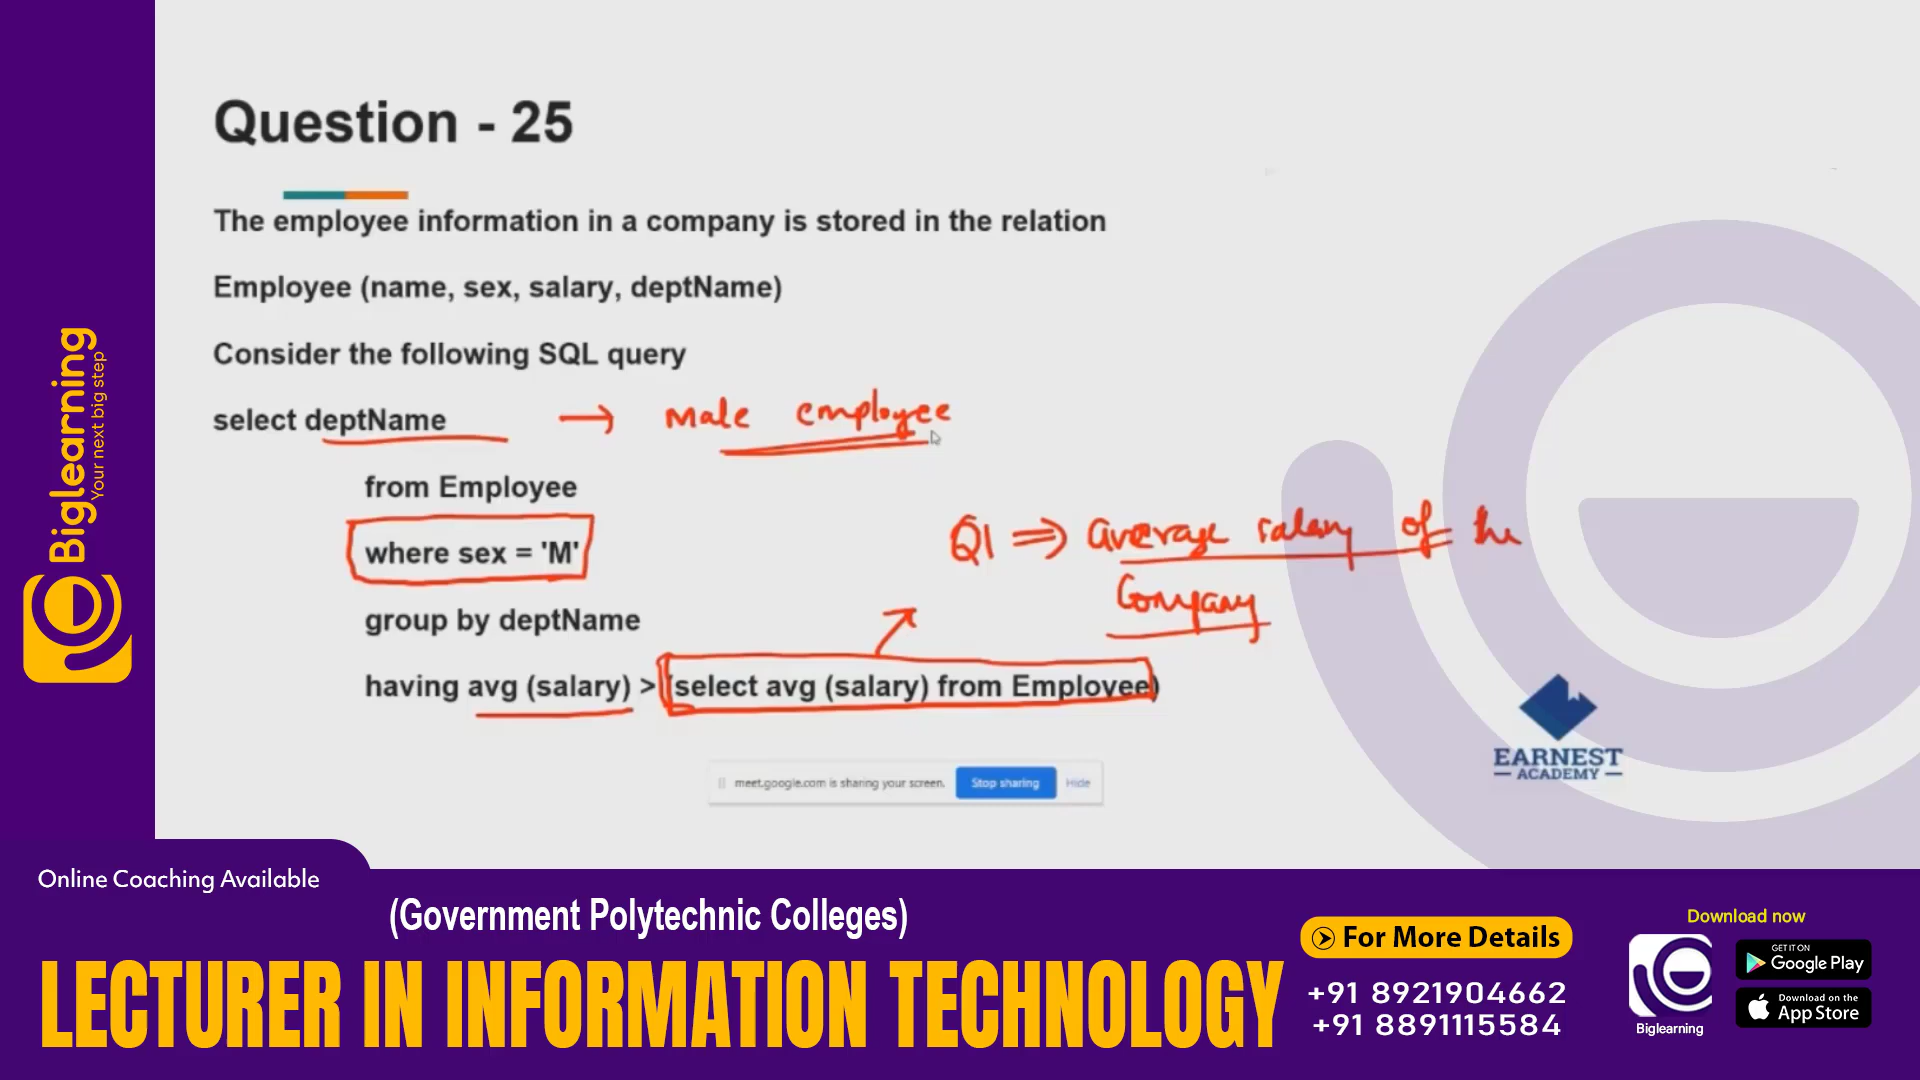 Question - 25
The employee information in a company is stored in the relation
Employee (name, sex, salary, deptName)
Consider the following SQL query
select deptName → Male employee
from Employee
where sex = 'M'
Q1 ⇒ average salary of the
Company
group by deptName
having avg (salary) > (select avg (salary) from Employee)
meet.google.com is sharing your screen. Stop sharing Hide
EARNEST
ACADEMY
Biglearning
Your next big step
Online Coaching Available
(Government Polytechnic Colleges)
LECTURER IN INFORMATION TECHNOLOGY
For More Details
+91 8921904662
+91 8891115584
Download now
Biglearning
GET IT ON
Google Play
Download on the
App Store